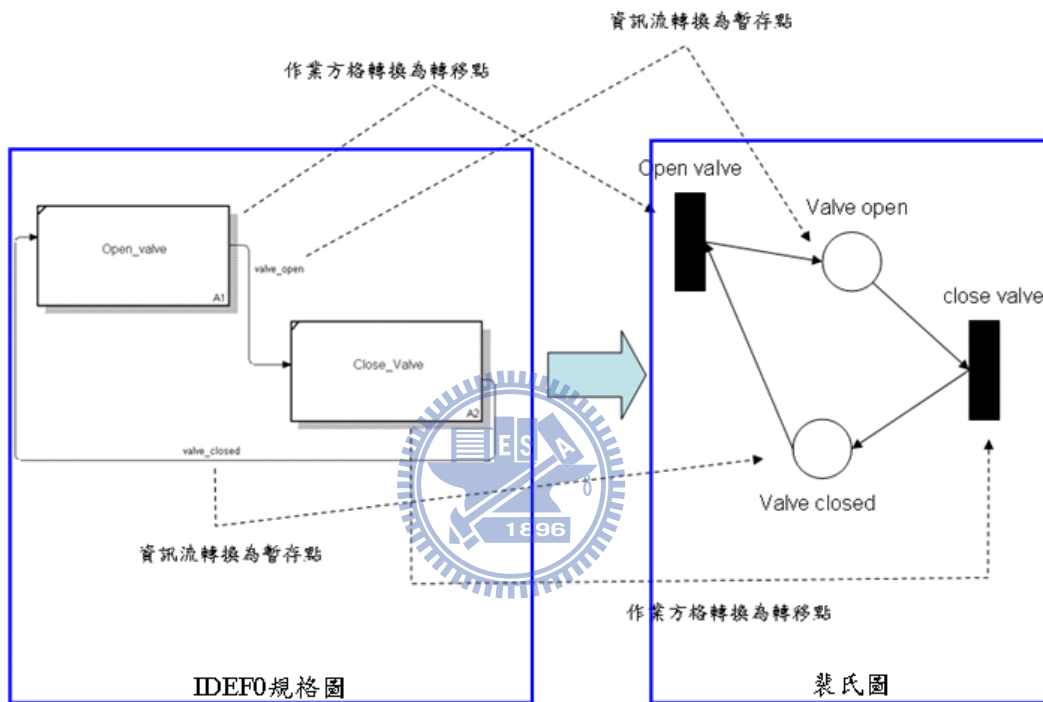 資訊流轉換為暫存點
作業方格轉換為轉移點
Open valve
Valve open
Open_valve
A1
valve_open
close valve
Close_Valve
A2
valve_closed
E S A
1896
Valve closed
資訊流轉換為暫存點
作業方格轉換為轉移點
IDEF0規格圖
裴氏圖